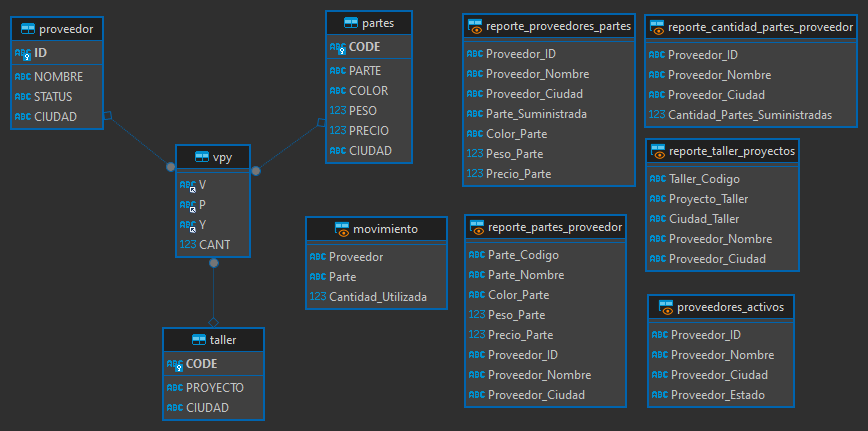 proveedor
ABC ID
ABC NOMBRE
ABC STATUS
ABC CIUDAD
partes
ABC CODE
ABC PARTE
ABC COLOR
123 PESO
123 PRECIO
ABC CIUDAD
vpy
ABC V
ABC P
ABC Y
123 CANT
taller
ABC CODE
ABC PROYECTO
ABC CIUDAD
movimiento
ABC Proveedor
ABC Parte
123 Cantidad_Utilizada
reporte_proveedores_partes
ABC Proveedor_ID
ABC Proveedor_Nombre
ABC Proveedor_Ciudad
ABC Parte_Suministrada
ABC Color_Parte
123 Peso_Parte
123 Precio_Parte
reporte_partes_proveedor
ABC Parte_Codigo
ABC Parte_Nombre
ABC Color_Parte
123 Peso_Parte
123 Precio_Parte
ABC Proveedor_ID
ABC Proveedor_Nombre
ABC Proveedor_Ciudad
reporte_cantidad_partes_proveedor
ABC Proveedor_ID
ABC Proveedor_Nombre
ABC Proveedor_Ciudad
123 Cantidad_Partes_Suministradas
reporte_taller_proyectos
ABC Taller_Codigo
ABC Proyecto_Taller
ABC Ciudad_Taller
ABC Proveedor_Nombre
ABC Proveedor_Ciudad
proveedores_activos
ABC Proveedor_ID
ABC Proveedor_Nombre
ABC Proveedor_Ciudad
ABC Proveedor_Estado